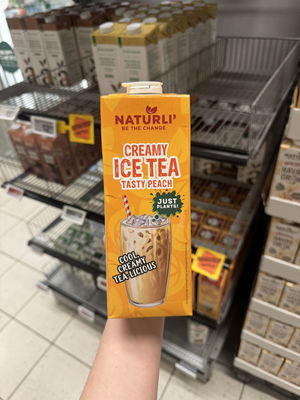 NATURLI'
BE THE CHANGE
CREAMY
ICE TEA
TASTY PEACH
JUST
PLANTS!
COOL,
CREAMY
TEA·LICIOUS